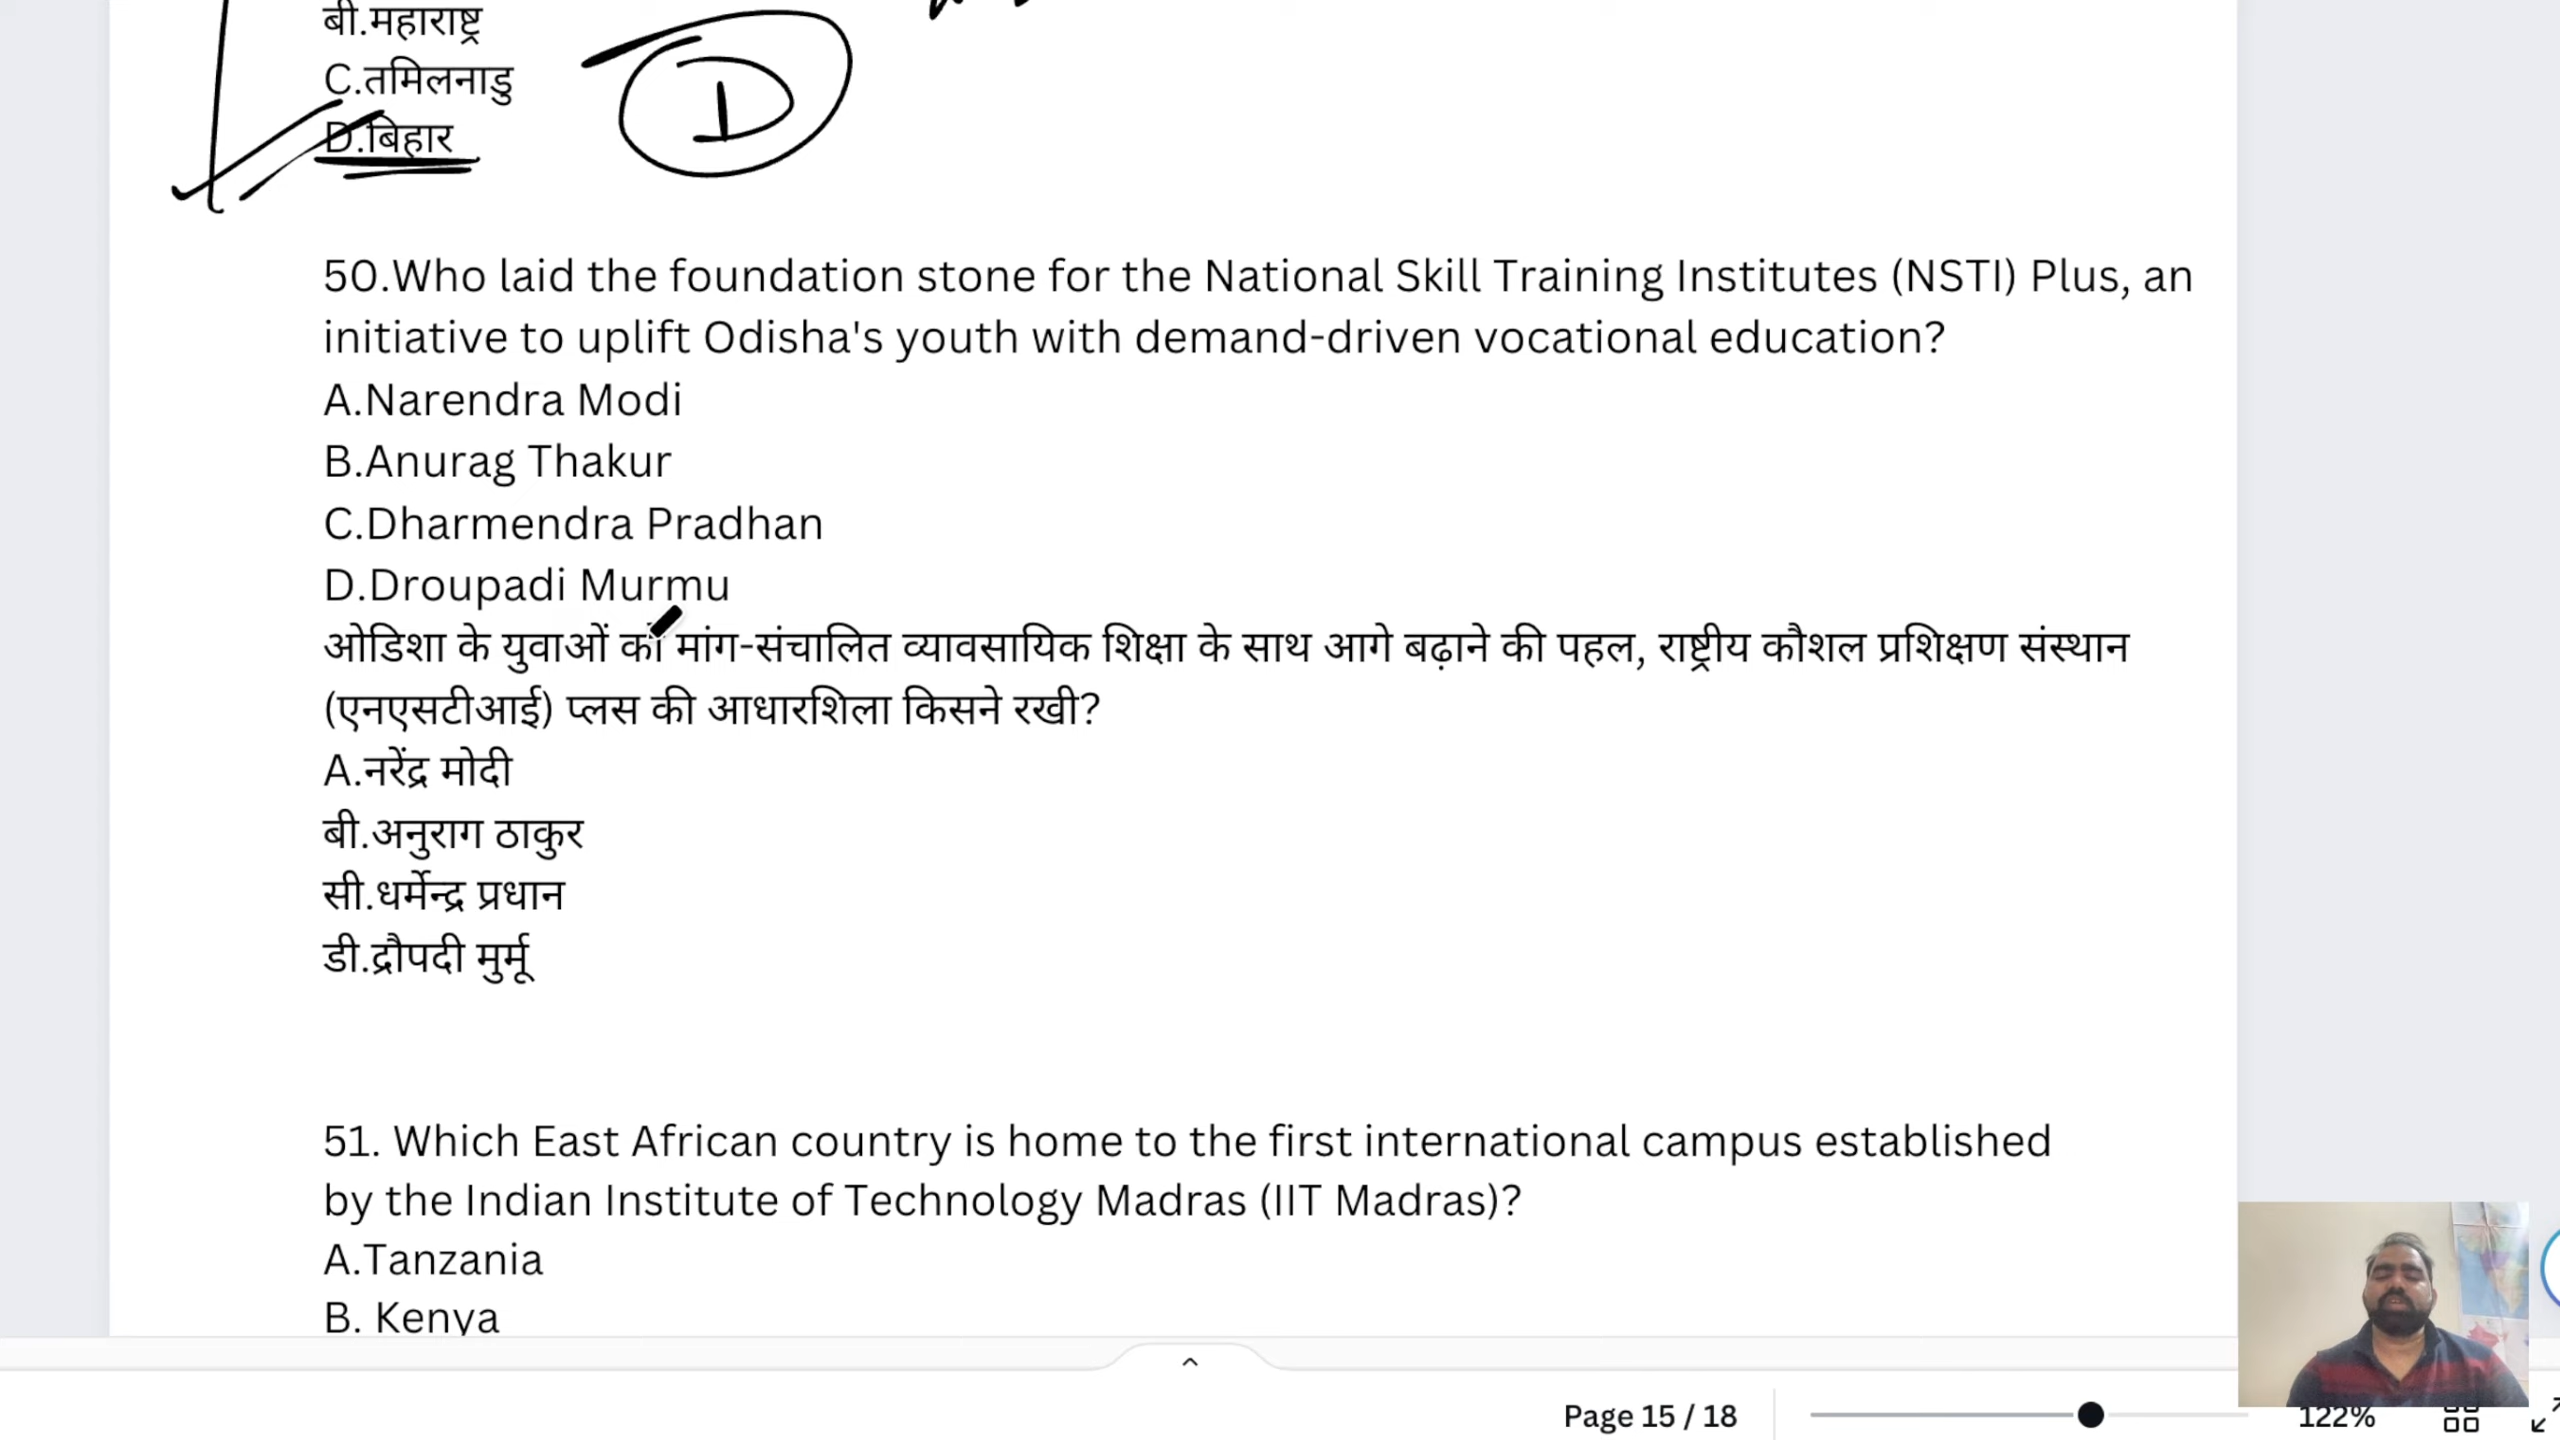 बी.महाराष्ट्र
C.तमिलनाडु
D
D.बिहार
50.Who laid the foundation stone for the National Skill Training Institutes (NSTI) Plus, an
initiative to uplift Odisha's youth with demand-driven vocational education?
A.Narendra Modi
B.Anurag Thakur
C.Dharmendra Pradhan
D.Droupadi Murmu
ओडिशा के युवाओं को मांग-संचालित व्यावसायिक शिक्षा के साथ आगे बढ़ाने की पहल, राष्ट्रीय कौशल प्रशिक्षण संस्थान
(एनएसटीआई) प्लस की आधारशिला किसने रखी?
A.नरेंद्र मोदी
बी.अनुराग ठाकुर
सी.धर्मेन्द्र प्रधान
डी.द्रौपदी मुर्मू
51. Which East African country is home to the first international campus established
by the Indian Institute of Technology Madras (IIT Madras)?
A.Tanzania
B. Kenya
Page 15 / 18
122%